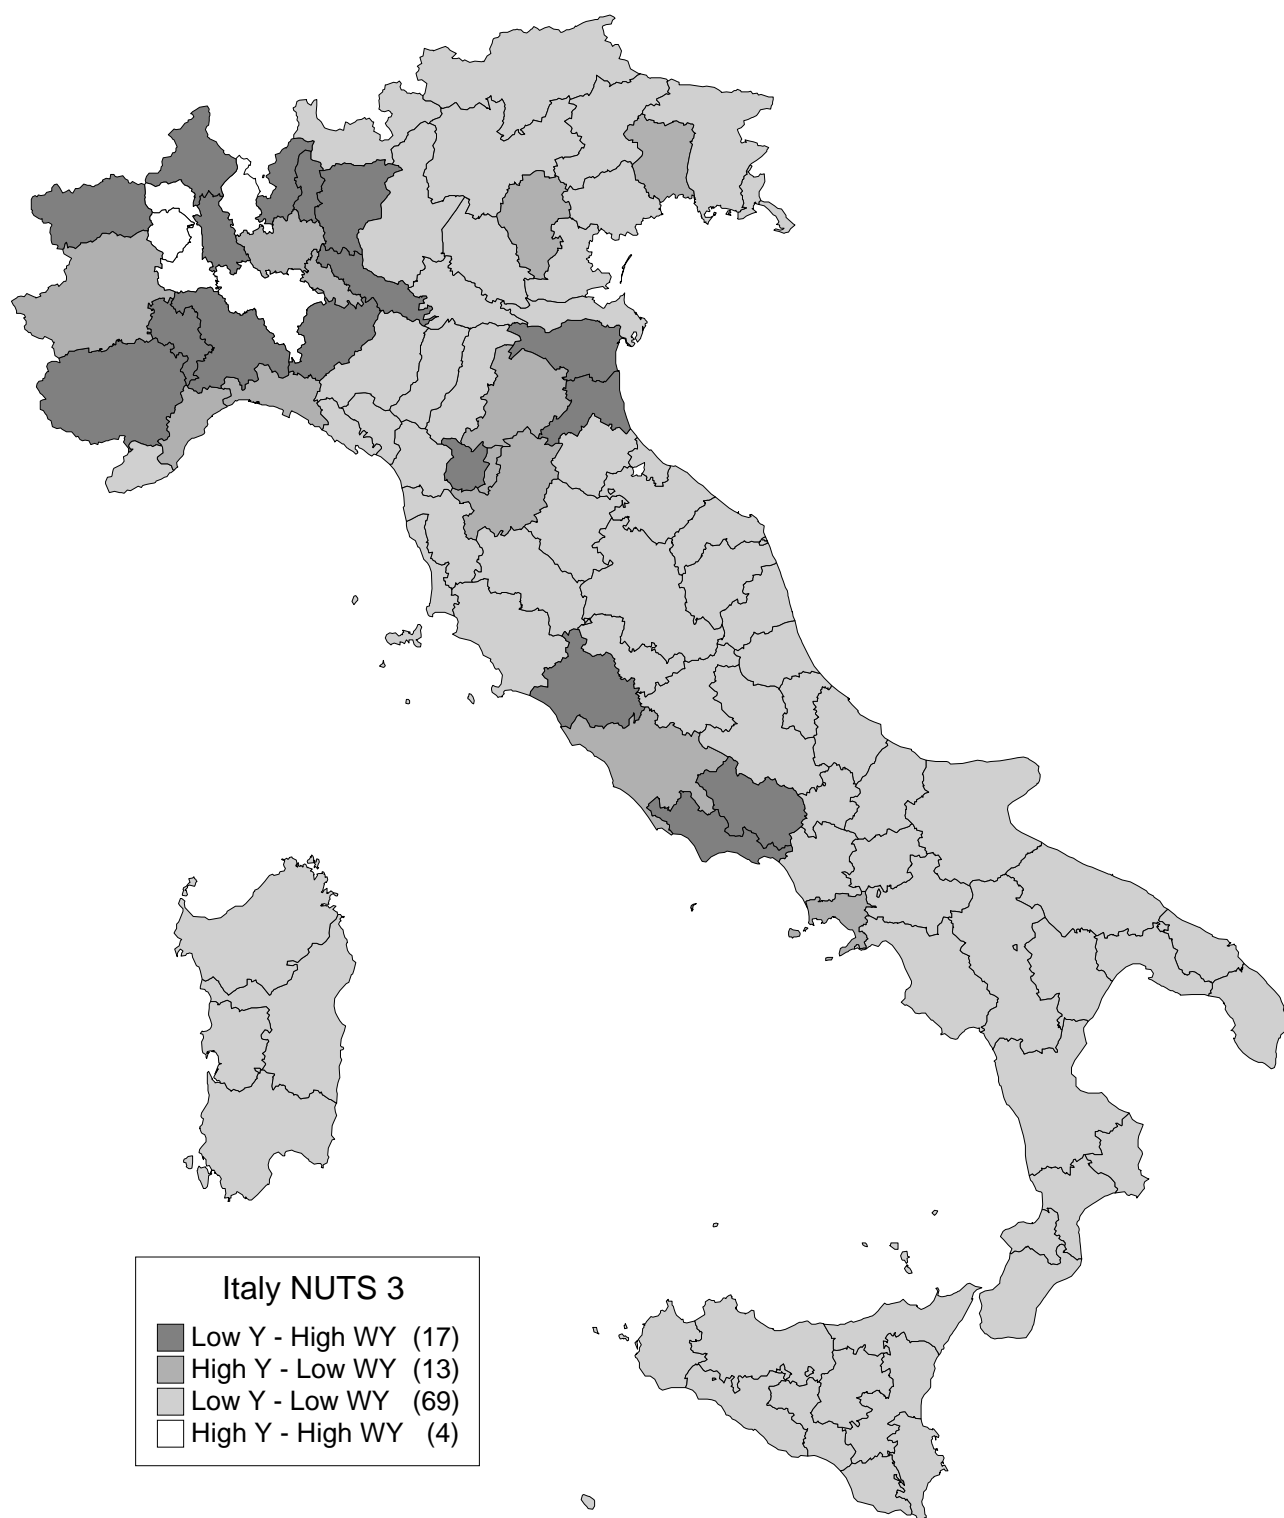 Italy NUTS 3
Low Y - High WY (17)
High Y - Low WY (13)
Low Y - Low WY (69)
High Y - High WY (4)